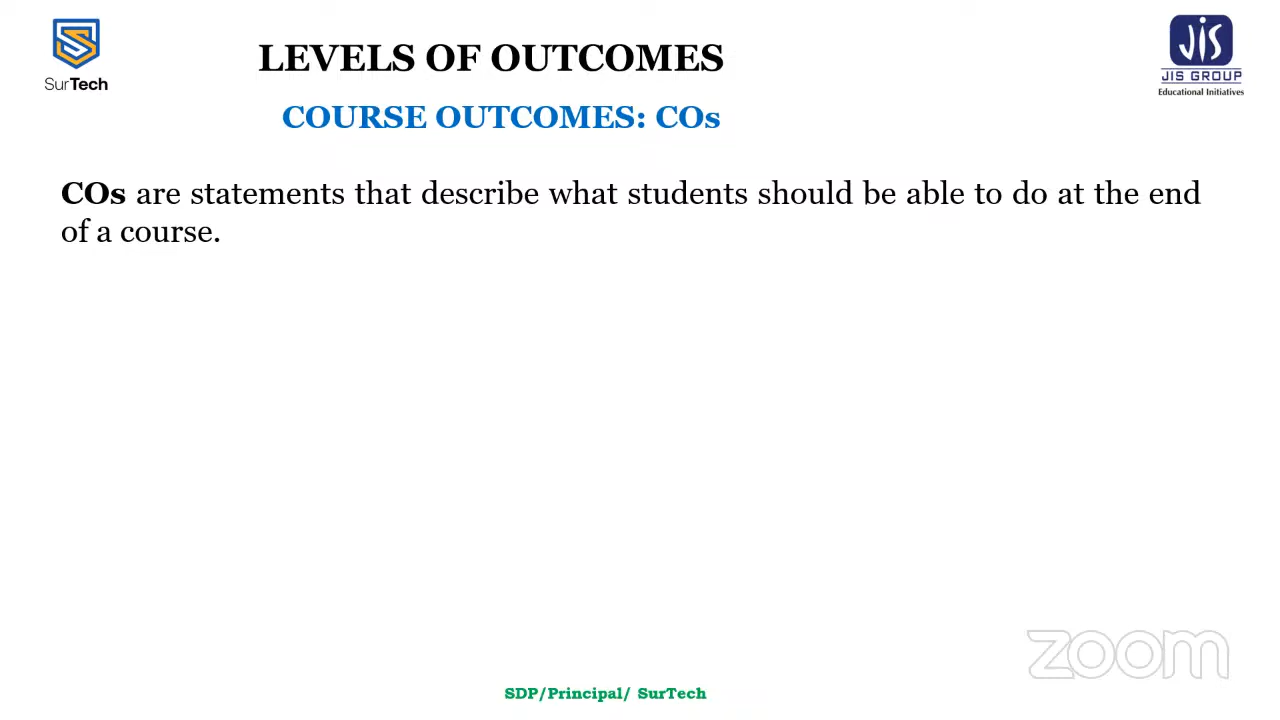 SurTech
LEVELS OF OUTCOMES
JIS
JIS GROUP
Educational Initiatives
COURSE OUTCOMES: COs
COs are statements that describe what students should be able to do at the end
of a course.
zoom
SDP/Principal/ SurTech